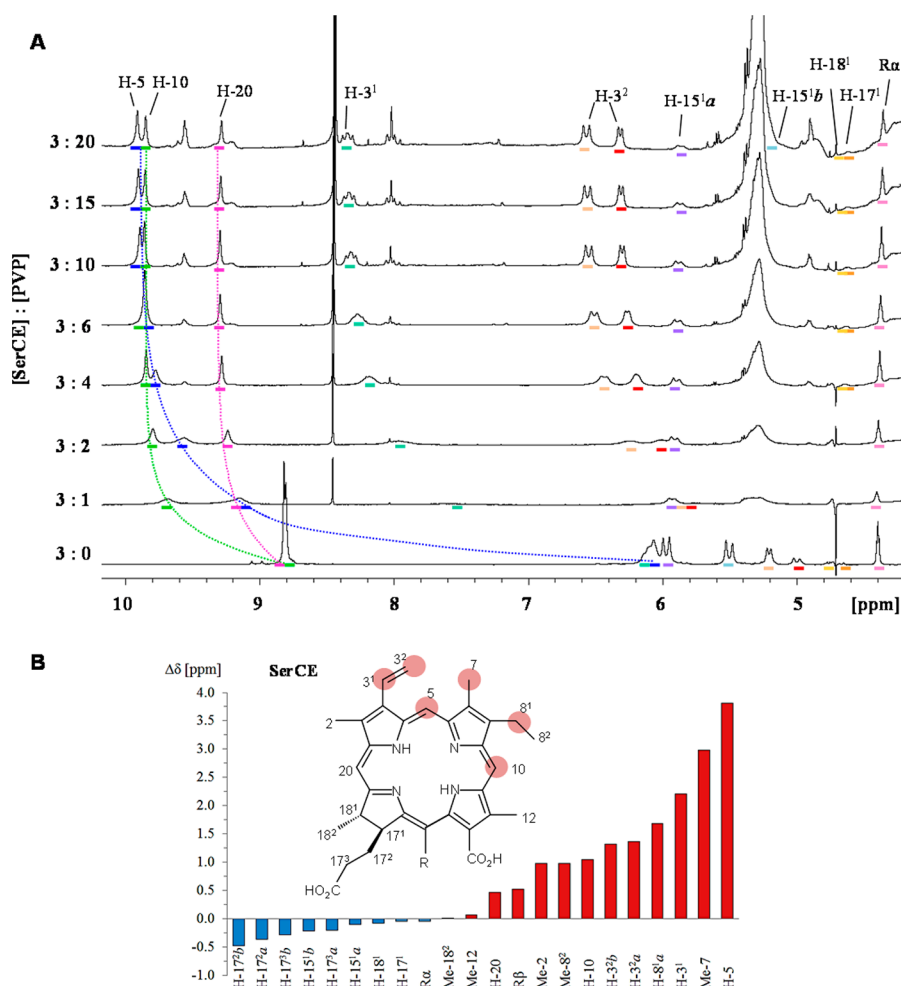 A
H-5
H-10
H-20
H-3¹
H-3²
H-15¹a
H-18¹
H-15¹b
H-17¹
Rα
[SerCE] : [PVP]
3 : 20
3 : 15
3 : 10
3 : 6
3 : 4
3 : 2
3 : 1
3 : 0
10 9 8 7 6 5 [ppm]
B
Δδ [ppm]
SerCE
4.0
3.5
3.0
2.5
2.0
1.5
1.0
0.5
0.0
-0.5
-1.0
3²
3¹
2
5
7
8¹
8²
NH
N
20
10
N
HN
18¹
18²
17¹
12
173
17²
R
CO₂H
HO₂C
H-17²b
H-17²a
H-17³b
H-15¹b
H-17³a
H-15¹a
H-18¹
H-17¹
Rα
Me-18²
Me-12
H-20
Rβ
Me-2
Me-8²
H-10
H-3²b
H-3²a
H-8¹a
H-3¹
Me-7
H-5